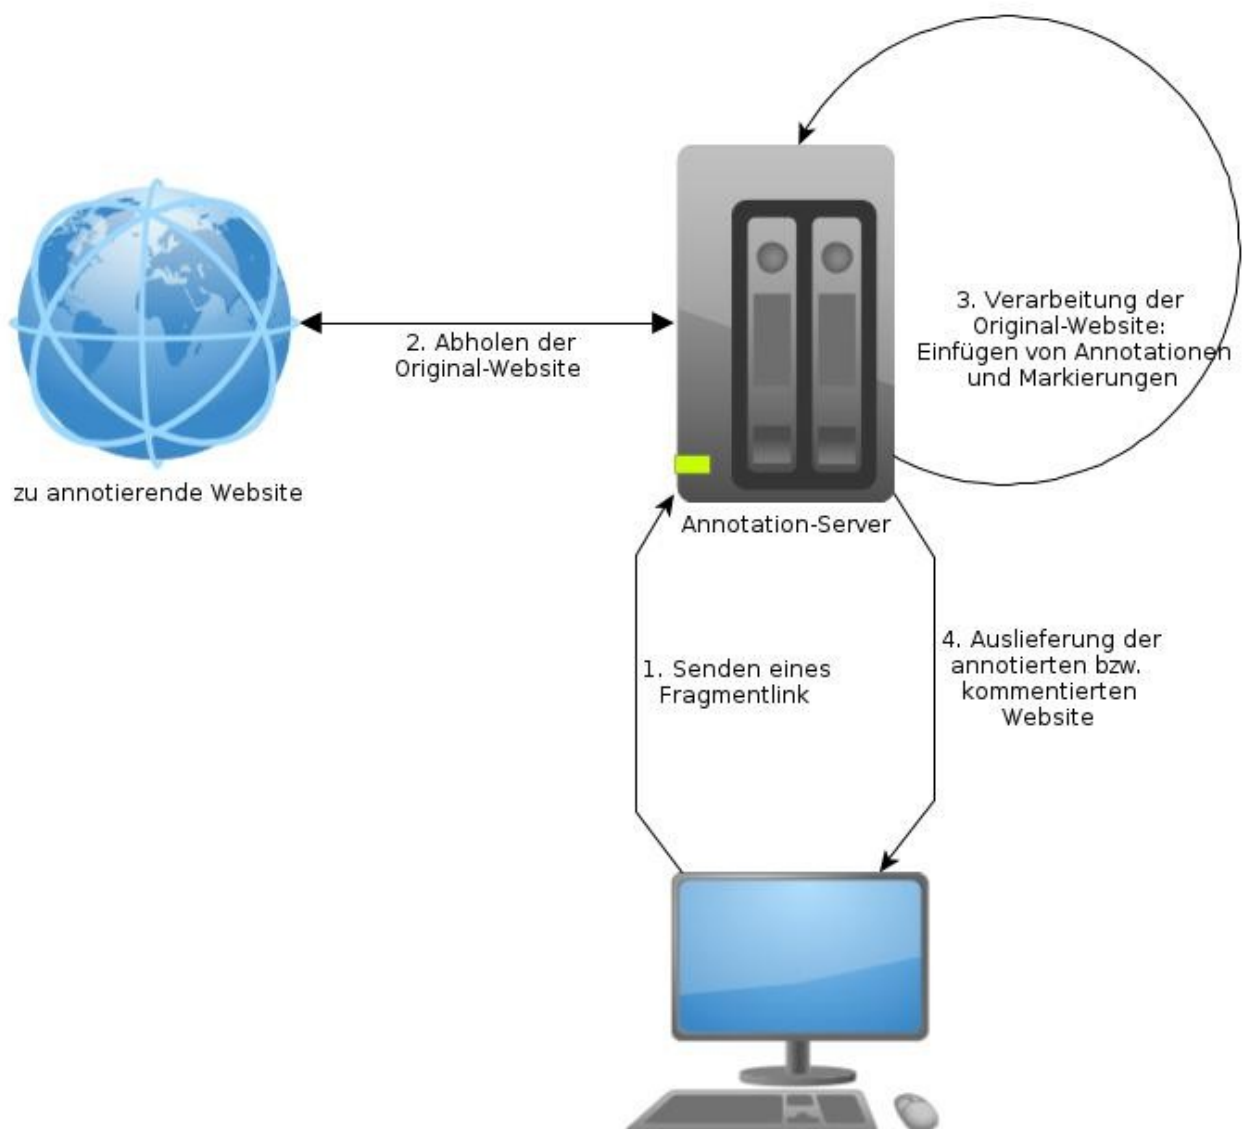 3. Verarbeitung der
Original-Website:
Einfügen von Annotationen
und Markierungen
2. Abholen der
Original-Website
zu annotierende Website
Annotation-Server
1. Senden eines
Fragmentlink
4. Auslieferung der
annotierten bzw.
kommentierten
Website